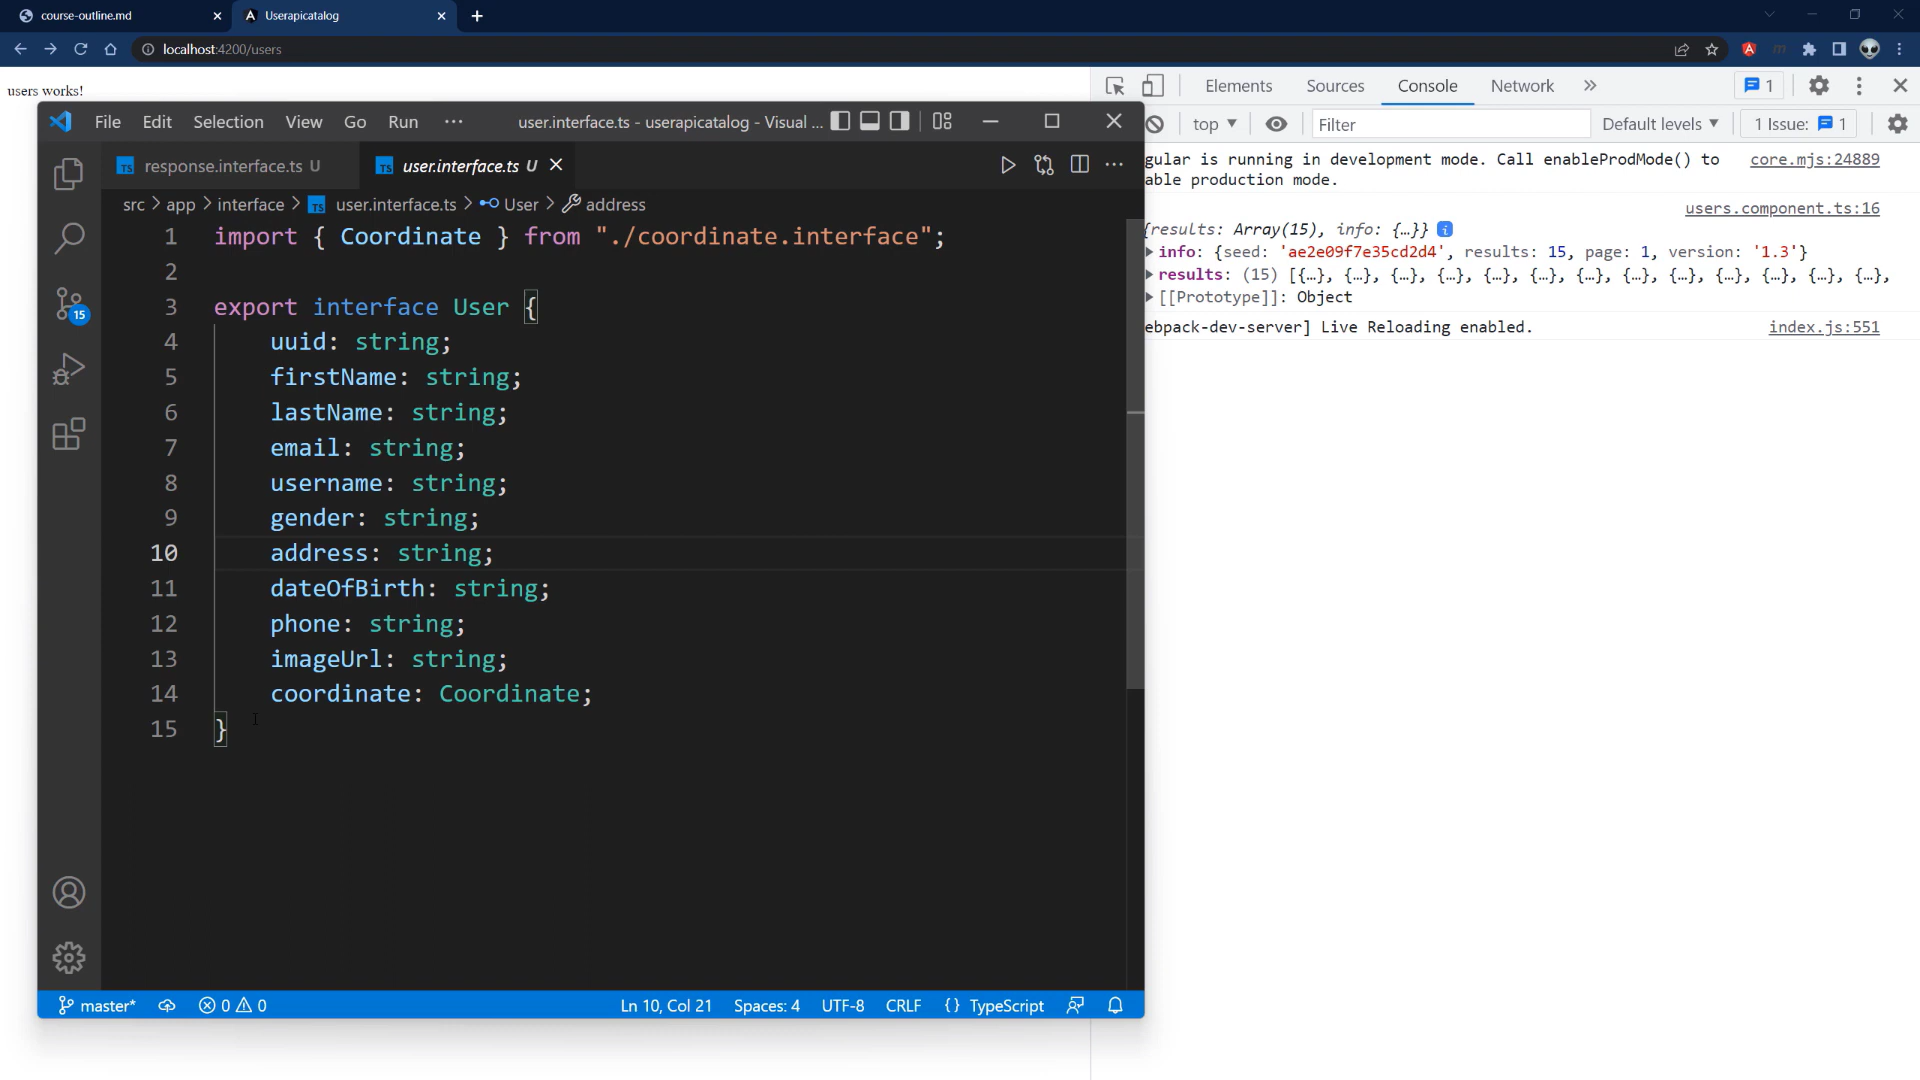 course-outline.md
Userapicatalog
localhost:4200/users
users works!
File Edit Selection View Go Run ··· user.interface.ts - userapicatalog - Visual ...
response.interface.ts U
user.interface.ts U
src > app > interface > TS user.interface.ts > User > address
1 import { Coordinate } from "./coordinate.interface";
2
3 export interface User {
4 uuid: string;
5 firstName: string;
6 lastName: string;
7 email: string;
8 username: string;
9 gender: string;
10 address: string;
11 dateOfBirth: string;
12 phone: string;
13 imageUrl: string;
14 coordinate: Coordinate;
15 }
15
master* 0 0 Ln 10, Col 21 Spaces: 4 UTF-8 CRLF {} TypeScript
Elements Sources Console Network » 1
top Filter Default levels 1 Issue: 1
gular is running in development mode. Call enableProdMode() to core.mjs:24889
able production mode.
users.component.ts:16
{results: Array(15), info: {…}} i
info: {seed: 'ae2e09f7e35cd2d4', results: 15, page: 1, version: '1.3'}
results: (15) [{…}, {…}, {…}, {…}, {…}, {…}, {…}, {…}, {…}, {…}, {…}, {…}, {…},
[[Prototype]]: Object
ebpack-dev-server] Live Reloading enabled. index.js:551